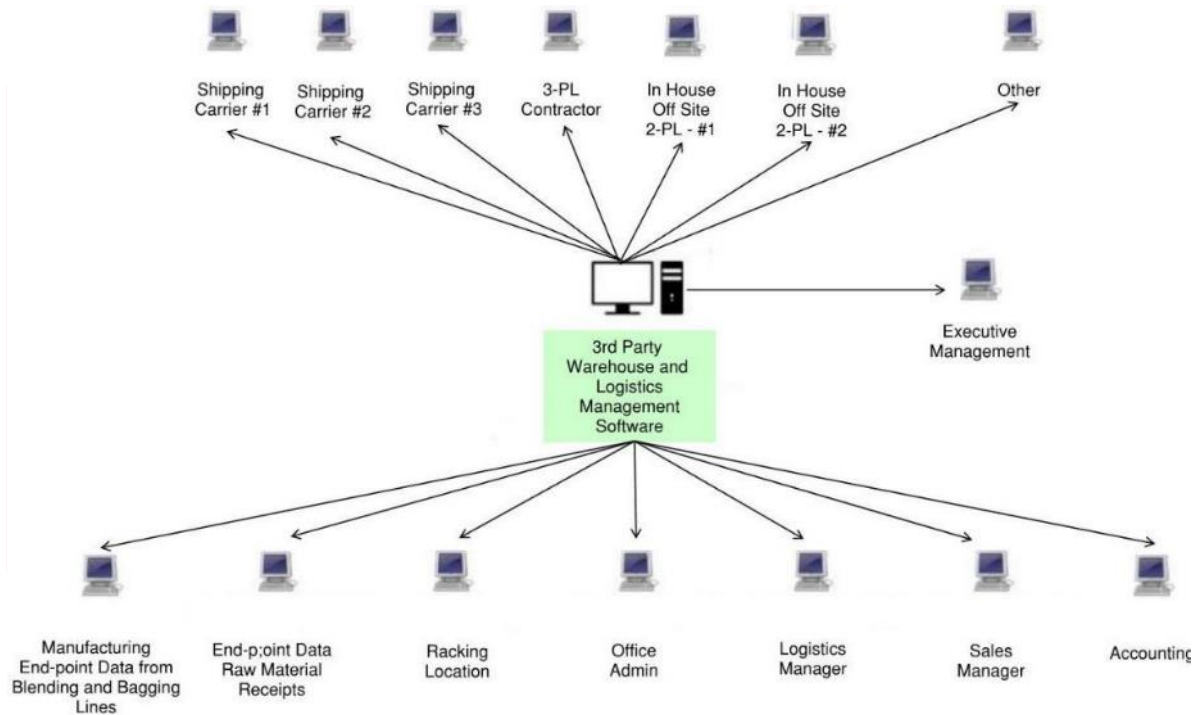 Shipping
Carrier #1
Shipping
Carrier #2
Shipping
Carrier #3
3-PL
Contractor
In House
Off Site
2-PL - #1
In House
Off Site
2-PL - #2
Other
Executive
Management
3rd Party
Warehouse and
Logistics
Management
Software
Manufacturing
End-point Data from
Blending and Bagging
Lines
End-p;oint Data
Raw Material
Receipts
Racking
Location
Office
Admin
Logistics
Manager
Sales
Manager
Accounting